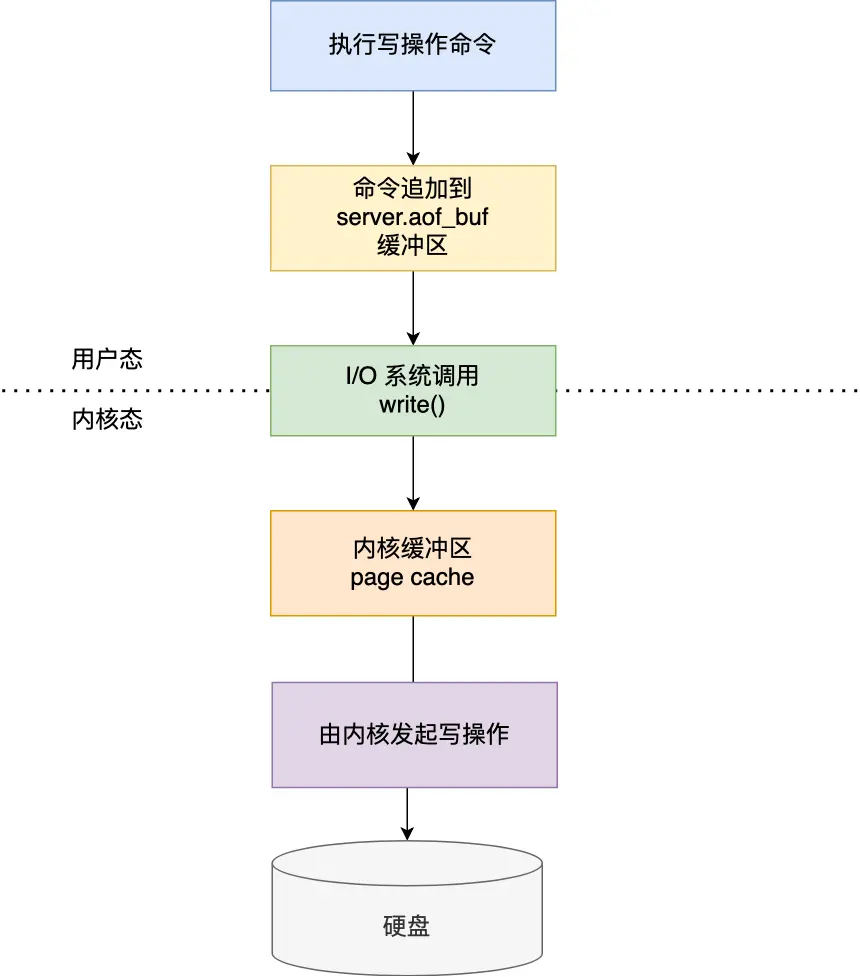 执行写操作命令
命令追加到
server.aof_buf
缓冲区
用户态
I/O 系统调用
write()
内核态
内核缓冲区
page cache
由内核发起写操作
硬盘